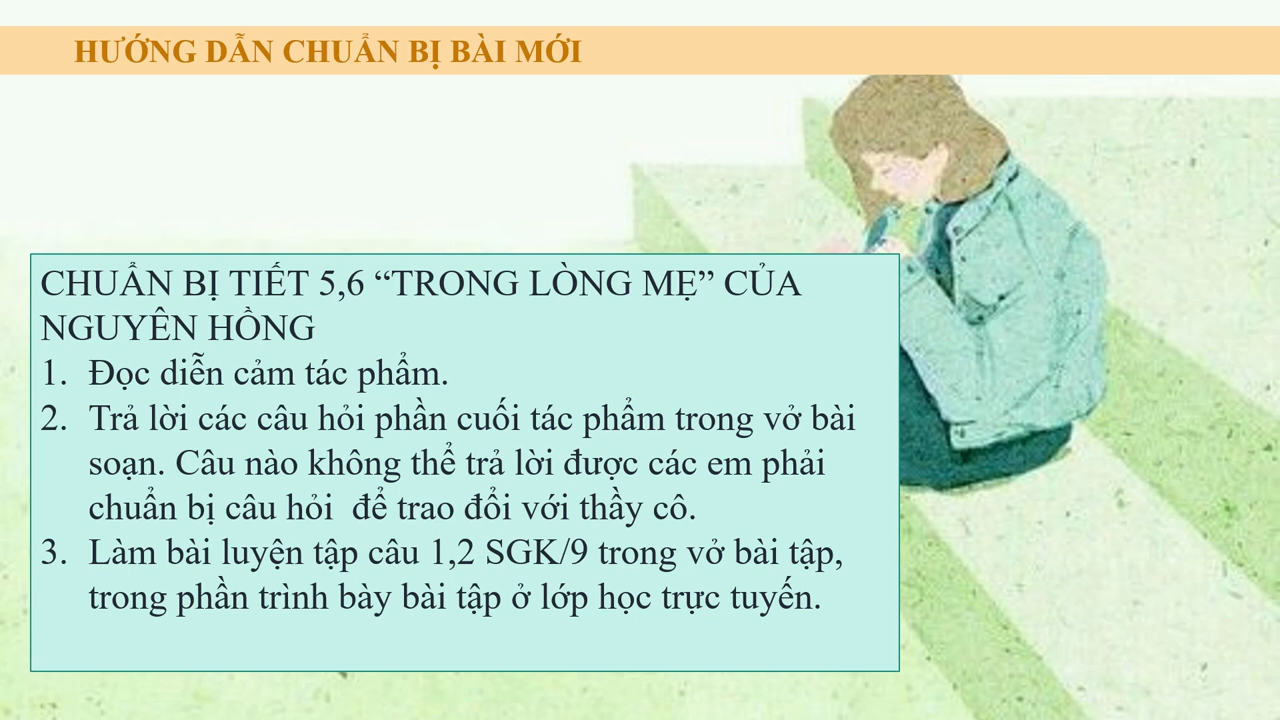 HƯỚNG DẪN CHUẨN BỊ BÀI MỚI
CHUẨN BỊ TIẾT 5,6 “TRONG LÒNG MẸ” CỦA
NGUYÊN HỒNG
1. Đọc diễn cảm tác phẩm.
2. Trả lời các câu hỏi phần cuối tác phẩm trong vở bài
soạn. Câu nào không thể trả lời được các em phải
chuẩn bị câu hỏi  để trao đổi với thầy cô.
3. Làm bài luyện tập câu 1,2 SGK/9 trong vở bài tập,
trong phần trình bày bài tập ở lớp học trực tuyến.